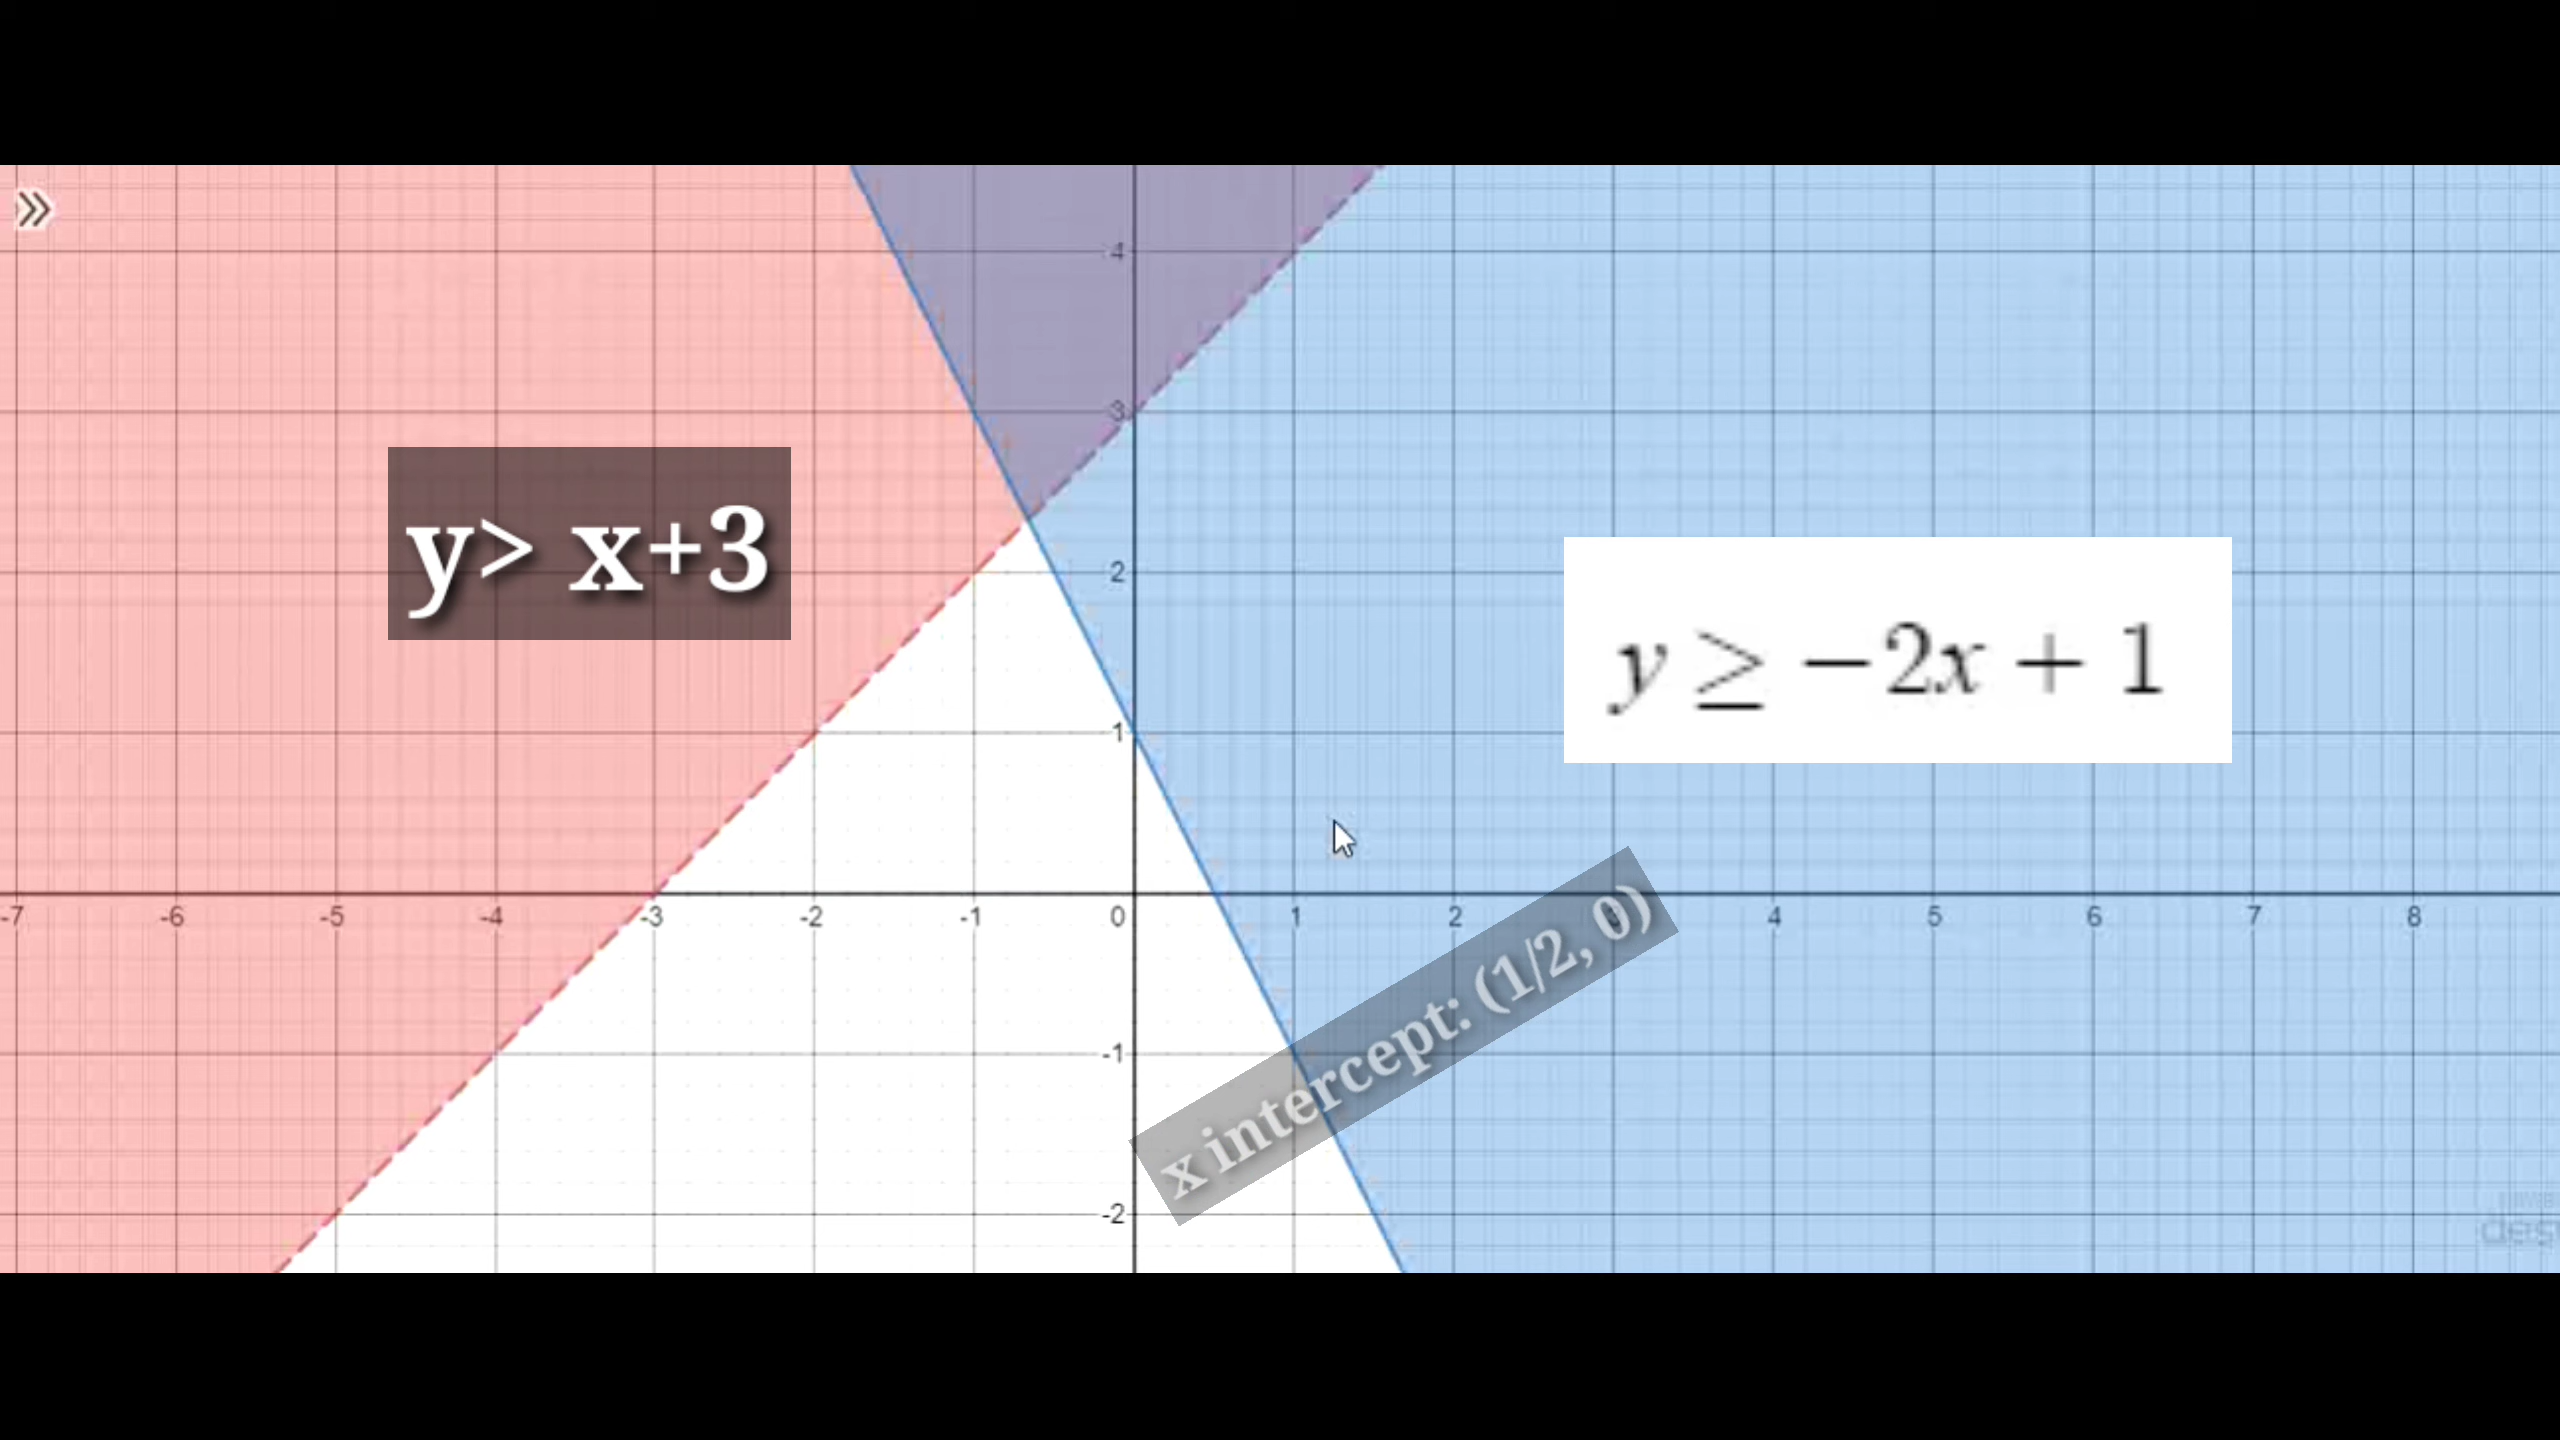 »
4
3
y> x+3
2
y ≥ −2x + 1
1
-7 -6 -5 -4 -3 -2 -1 0 1 2 4 5 6 7 8
x intercept: (1/2, 0)
-1
-2